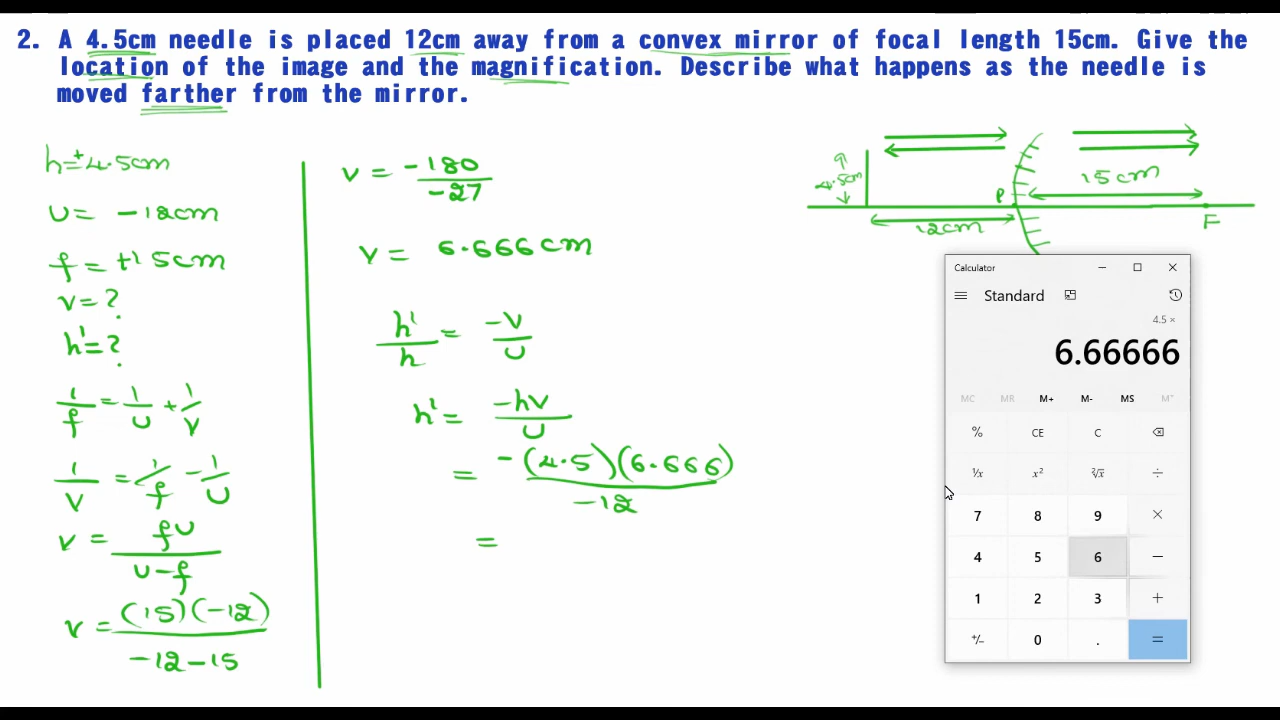 2. A 4.5cm needle is placed 12cm away from a convex mirror of focal length 15cm. Give the
location of the image and the magnification. Describe what happens as the needle is
moved farther from the mirror.
h=+4.5cm
u= -12cm
f= +15cm
v=?
h'=?
1/f = 1/u + 1/v
1/v = 1/f - 1/u
v = fu/u-f
v = (15)(-12)/-12-15
v = -180/-27
v = 6.666cm
h'/h = -v/u
h' = -hv/u
= -(4.5)(6.666)/-12
=
4.5cm
P
15cm
12cm
F
Calculator
Standard
4.5 ×
6.66666
MC MR M+ M- MS M˅
% CE C
¹/x x² ²√x ÷
7 8 9 ×
4 5 6 −
1 2 3 +
+/− 0 . =